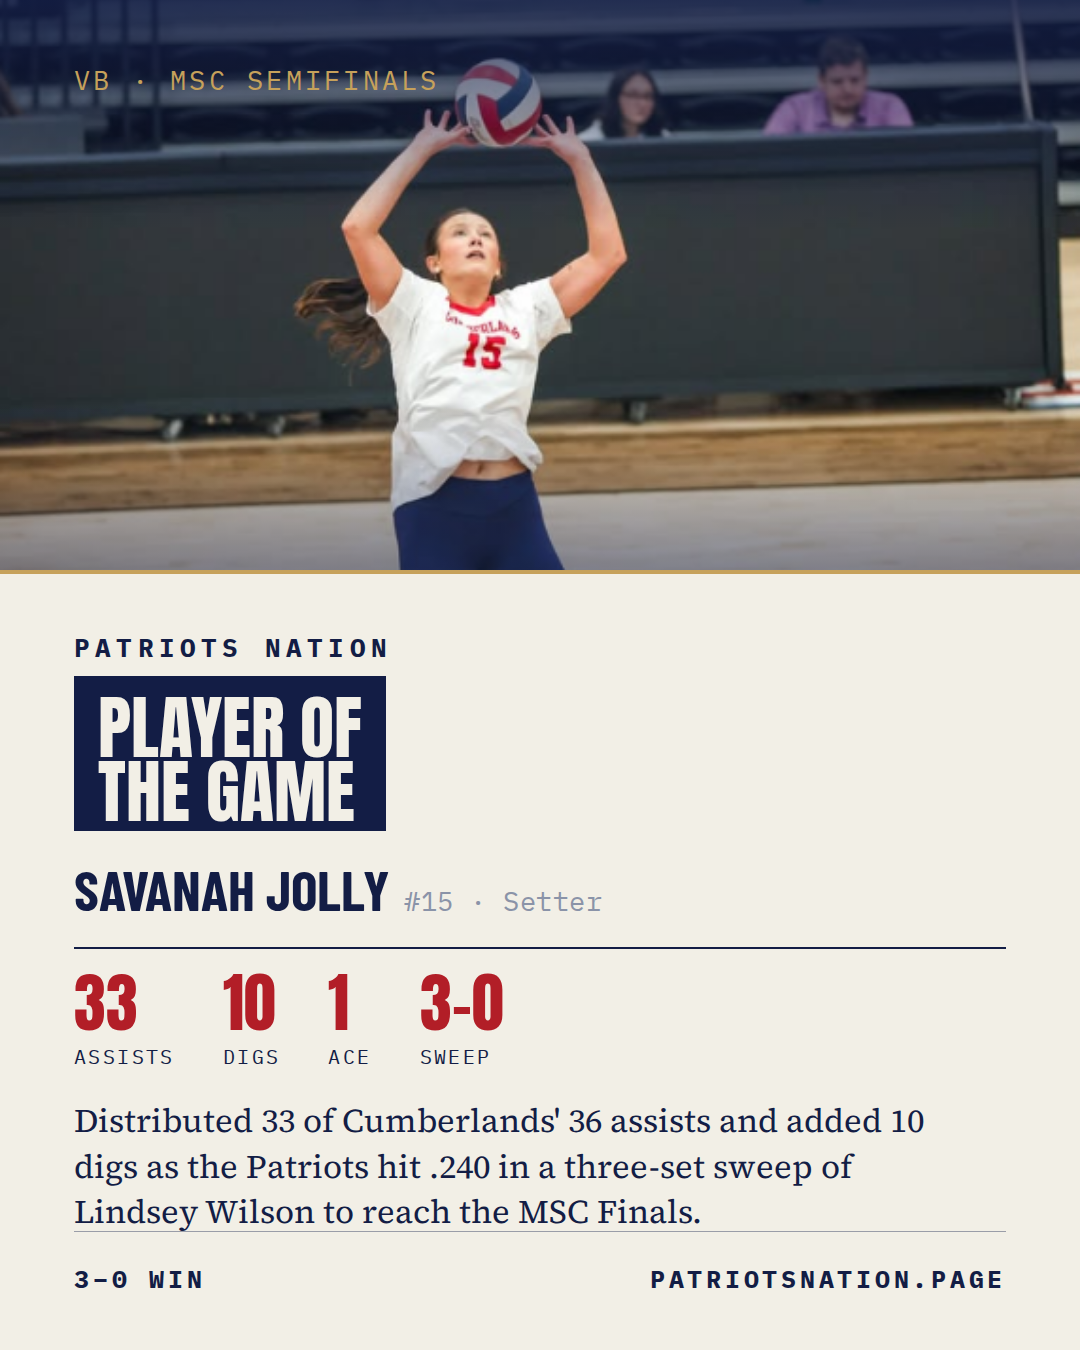 VB · MSC SEMIFINALS
CUMBERLANDS
15
PATRIOTS NATION
PLAYER OF
THE GAME
SAVANAH JOLLY #15 · Setter
33 10 1 3-0
ASSISTS DIGS ACE SWEEP
Distributed 33 of Cumberlands' 36 assists and added 10
digs as the Patriots hit .240 in a three-set sweep of
Lindsey Wilson to reach the MSC Finals.
3–0 WIN PATRIOTSNATION.PAGE